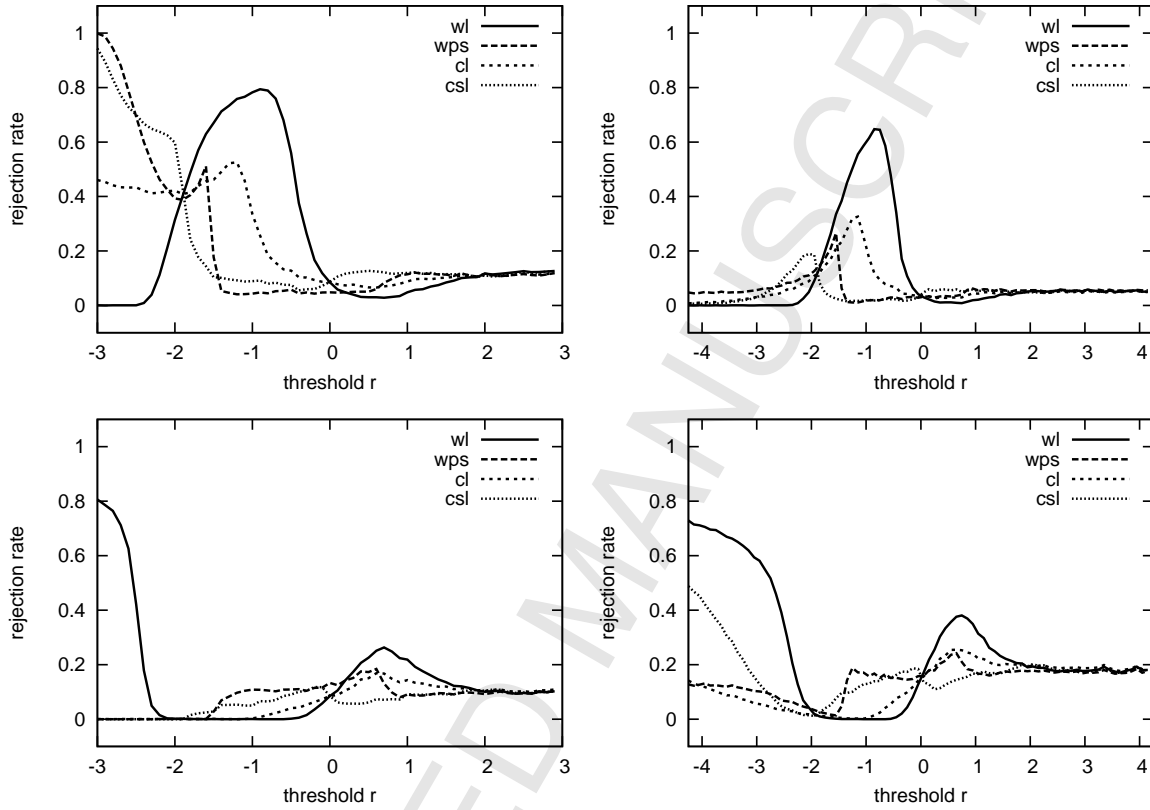 1
0.8
0.6
0.4
0.2
0
rejection rate
-3 -2 -1 0 1 2 3
threshold r
wl
wps
cl
csl
1
0.8
0.6
0.4
0.2
0
rejection rate
-4 -3 -2 -1 0 1 2 3 4
threshold r
wl
wps
cl
csl
1
0.8
0.6
0.4
0.2
0
rejection rate
-3 -2 -1 0 1 2 3
threshold r
wl
wps
cl
csl
1
0.8
0.6
0.4
0.2
0
rejection rate
-4 -3 -2 -1 0 1 2 3 4
threshold r
wl
wps
cl
csl
ED MANUSCRI